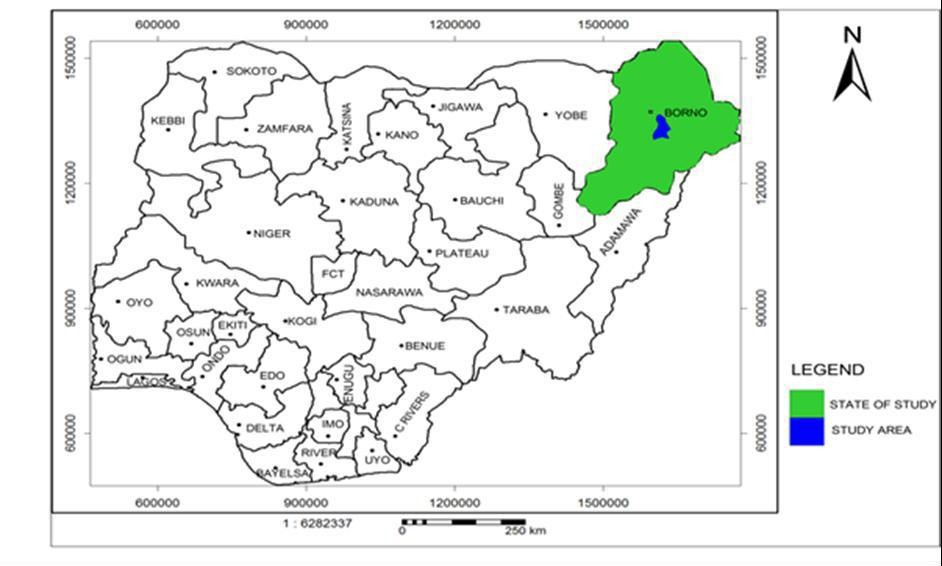 600000 900000 1200000 1500000
N
1500000 1500000
SOKOTO
KEBBI
ZAMFARA
KATSINA
KANO
JIGAWA
YOBE
BORNO
1200000 1200000
KADUNA
BAUCHI
GOMBE
ADAMAWA
NIGER
PLATEAU
FCT
NASARAWA
KWARA
OYO
TARABA
900000 900000
KOGI
OSUN
EKITI
BENUE
OGUN
ONDO
LAGOS
EDO
ENUGU
C RIVERS
LEGEND
STATE OF STUDY
STUDY AREA
600000 600000
DELTA
IMO
RIVER
UYO
BAYELSA
600000 900000 1200000 1500000
1 : 6282337
0 250 km